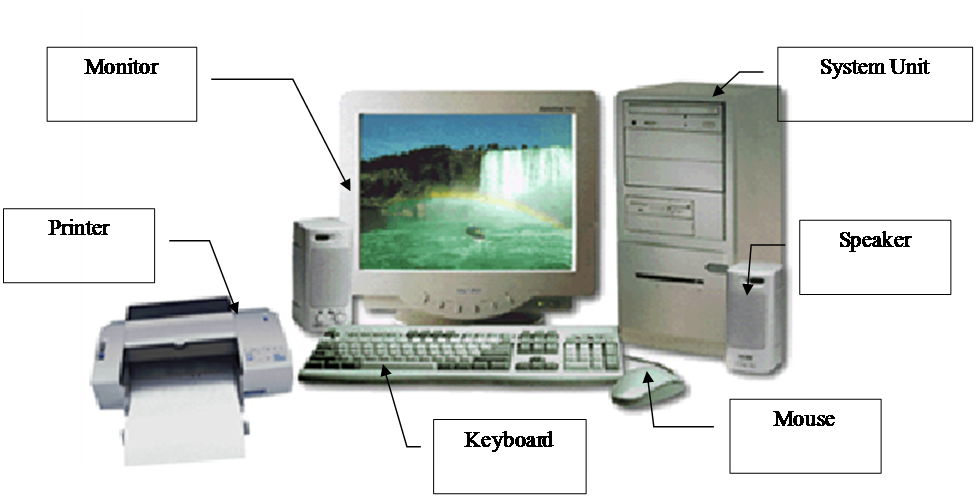 Monitor
System Unit
Printer
Speaker
Keyboard
Mouse